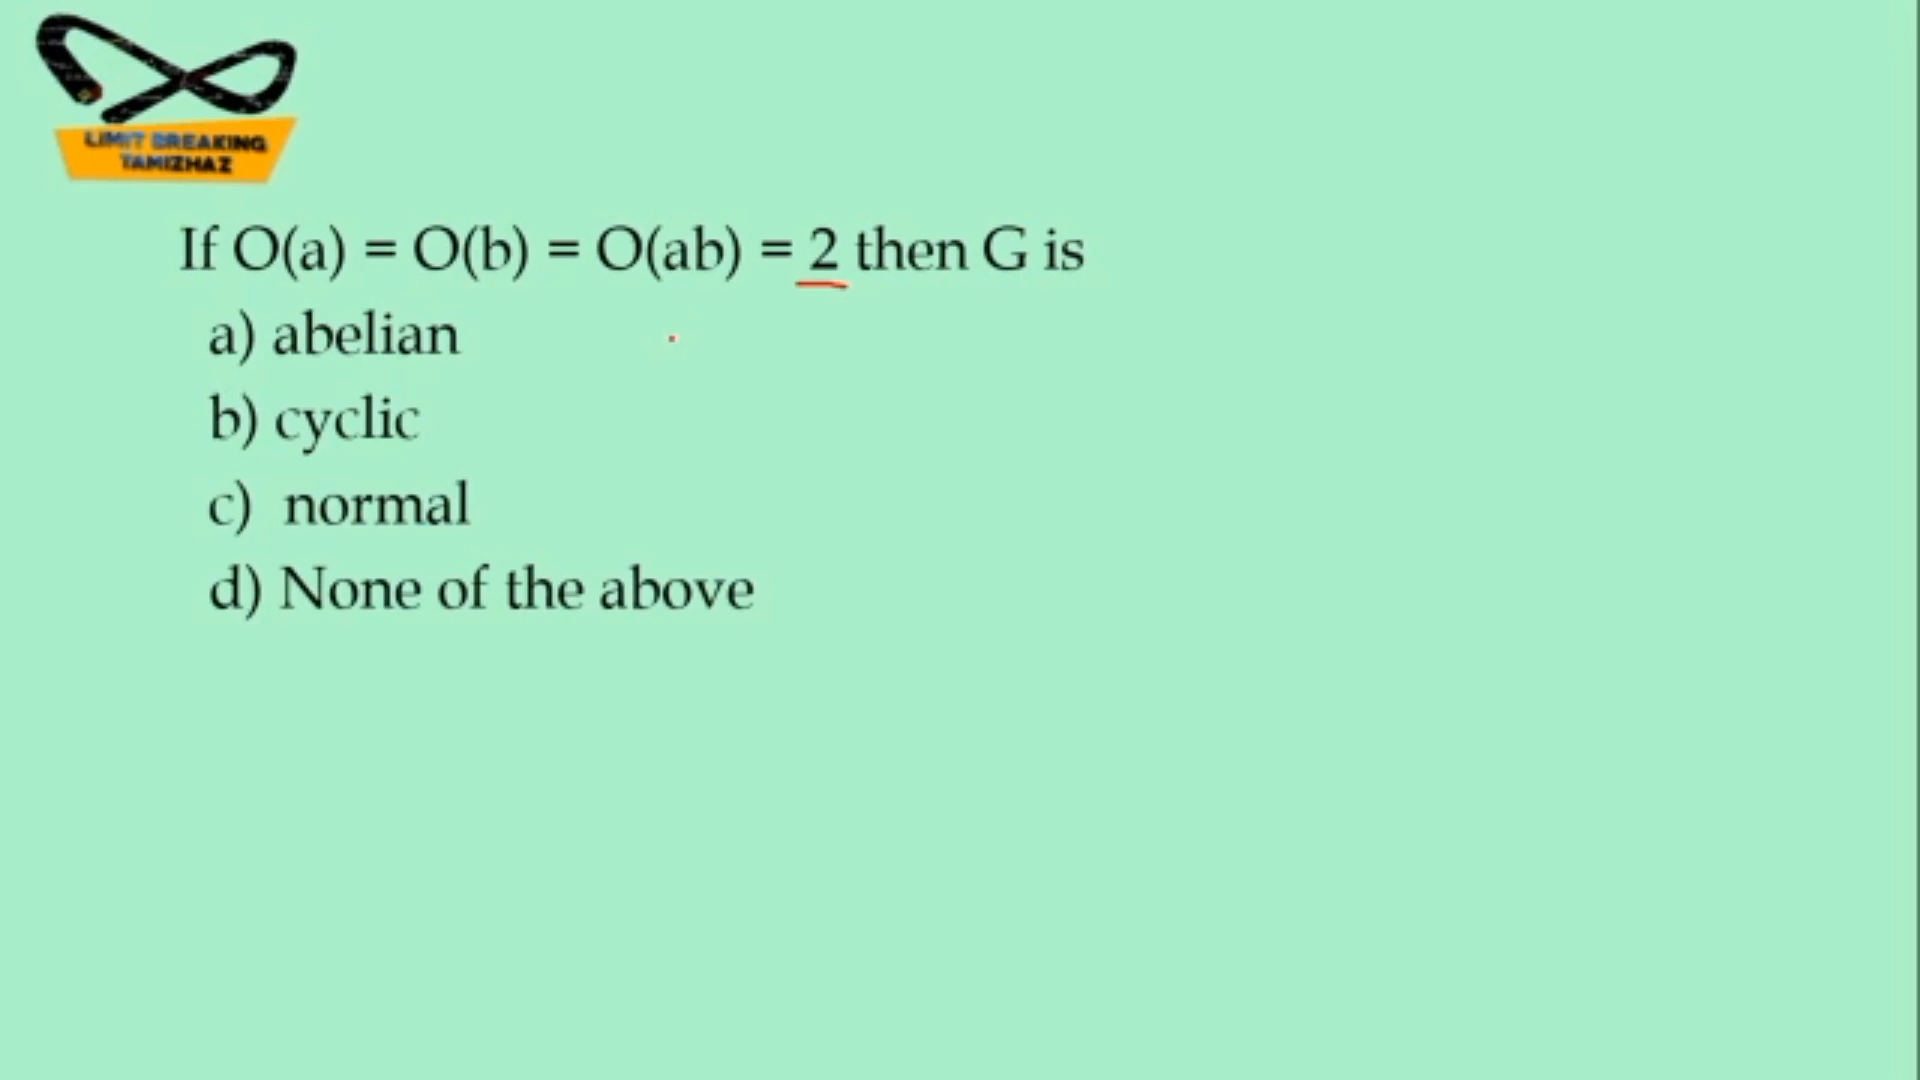 LIMIT BREAKING
TAMIZHAZ
If O(a) = O(b) = O(ab) = 2 then G is
a) abelian
b) cyclic
c) normal
d) None of the above